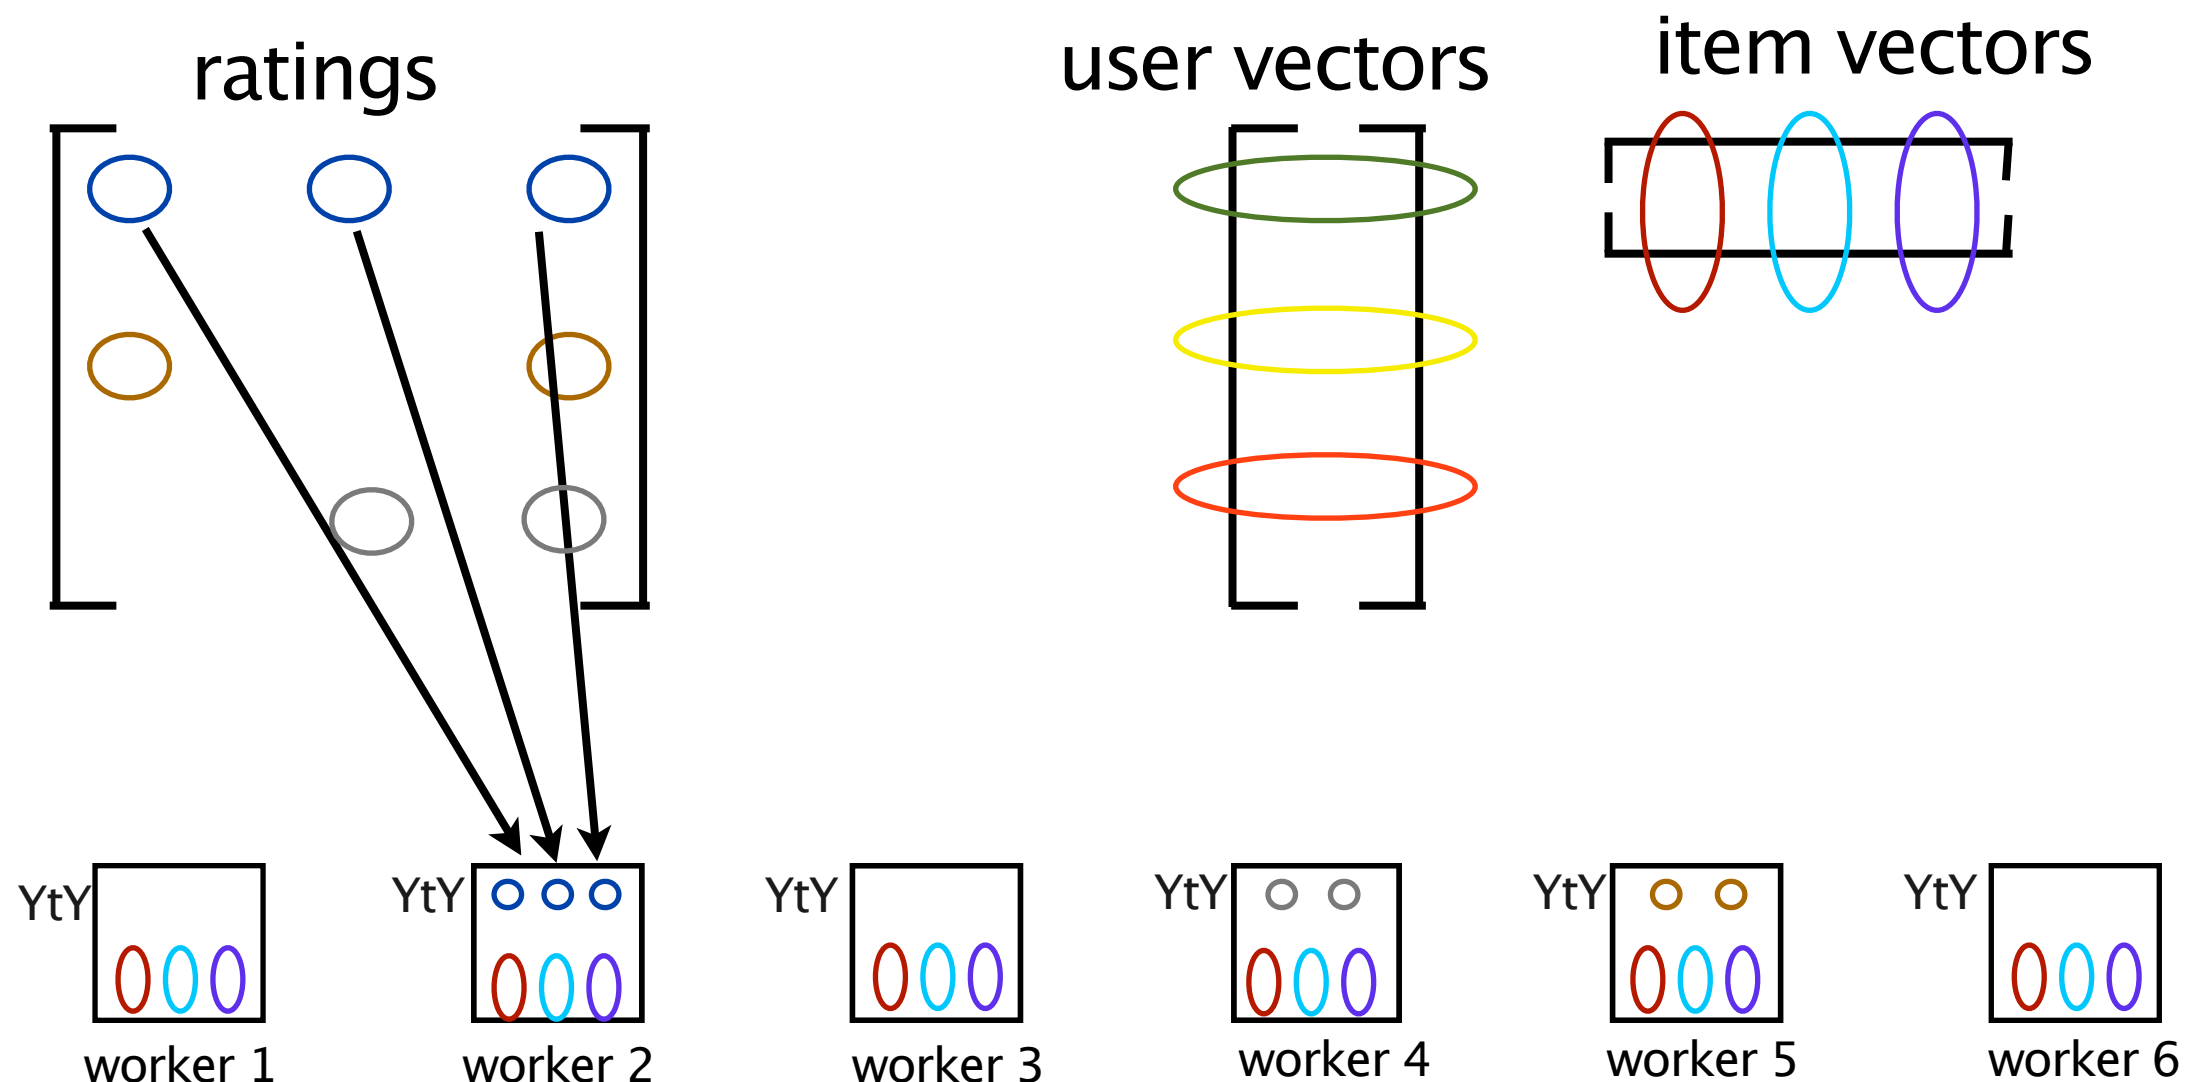 ratings
user vectors
item vectors
YtY
YtY
YtY
YtY
YtY
YtY
worker 1
worker 2
worker 3
worker 4
worker 5
worker 6